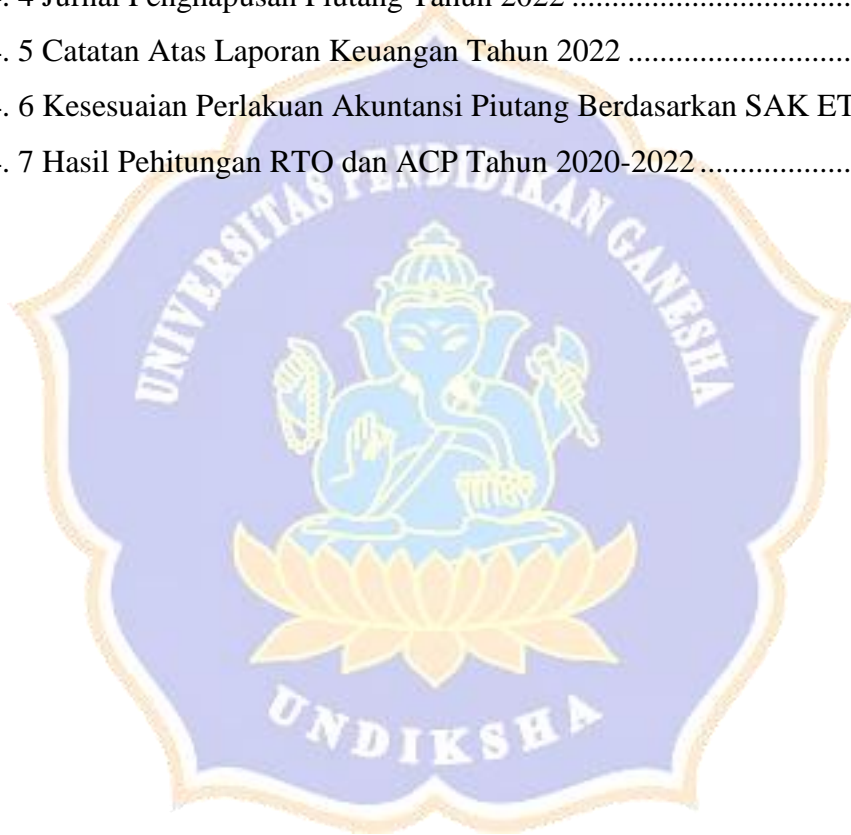 . 4 Jurnal Penghapusan Piutang Tahun 2022 ................................
. 5 Catatan Atas Laporan Keuangan Tahun 2022 .........................
. 6 Kesesuaian Perlakuan Akuntansi Piutang Berdasarkan SAK ET
. 7 Hasil Pehitungan RTO dan ACP Tahun 2020-2022 .................
UNIVERSITAS PENDIDIKAN GANESHA
UNDIKSHA